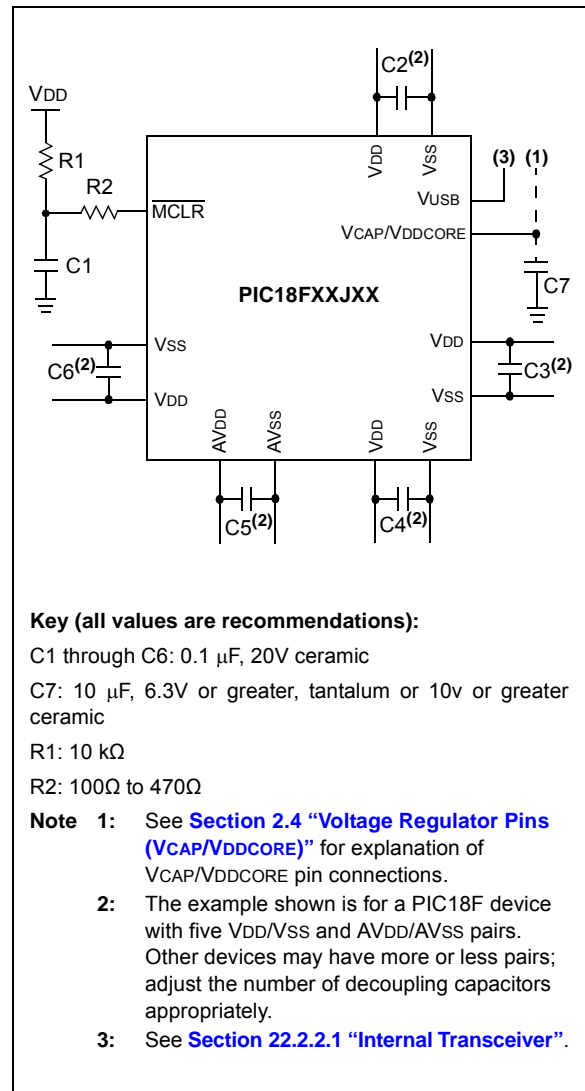 C2(2)
VDD
R1
R2
C1
MCLR
VDD
VSS
(3) (1)
VUSB
VCAP/VDDCORE
C7
PIC18FXXJXX
VSS
VDD
C6(2)
C3(2)
VDD
VSS
AVDD
AVSS
VDD
VSS
C5(2)
C4(2)
Key (all values are recommendations):
C1 through C6: 0.1 μF, 20V ceramic
C7: 10 μF, 6.3V or greater, tantalum or 10v or greater
ceramic
R1: 10 kΩ
R2: 100Ω to 470Ω
Note 1: See Section 2.4 “Voltage Regulator Pins
(VCAP/VDDCORE)” for explanation of
VCAP/VDDCORE pin connections.
2: The example shown is for a PIC18F device
with five VDD/VSS and AVDD/AVSS pairs.
Other devices may have more or less pairs;
adjust the number of decoupling capacitors
appropriately.
3: See Section 22.2.2.1 “Internal Transceiver”.